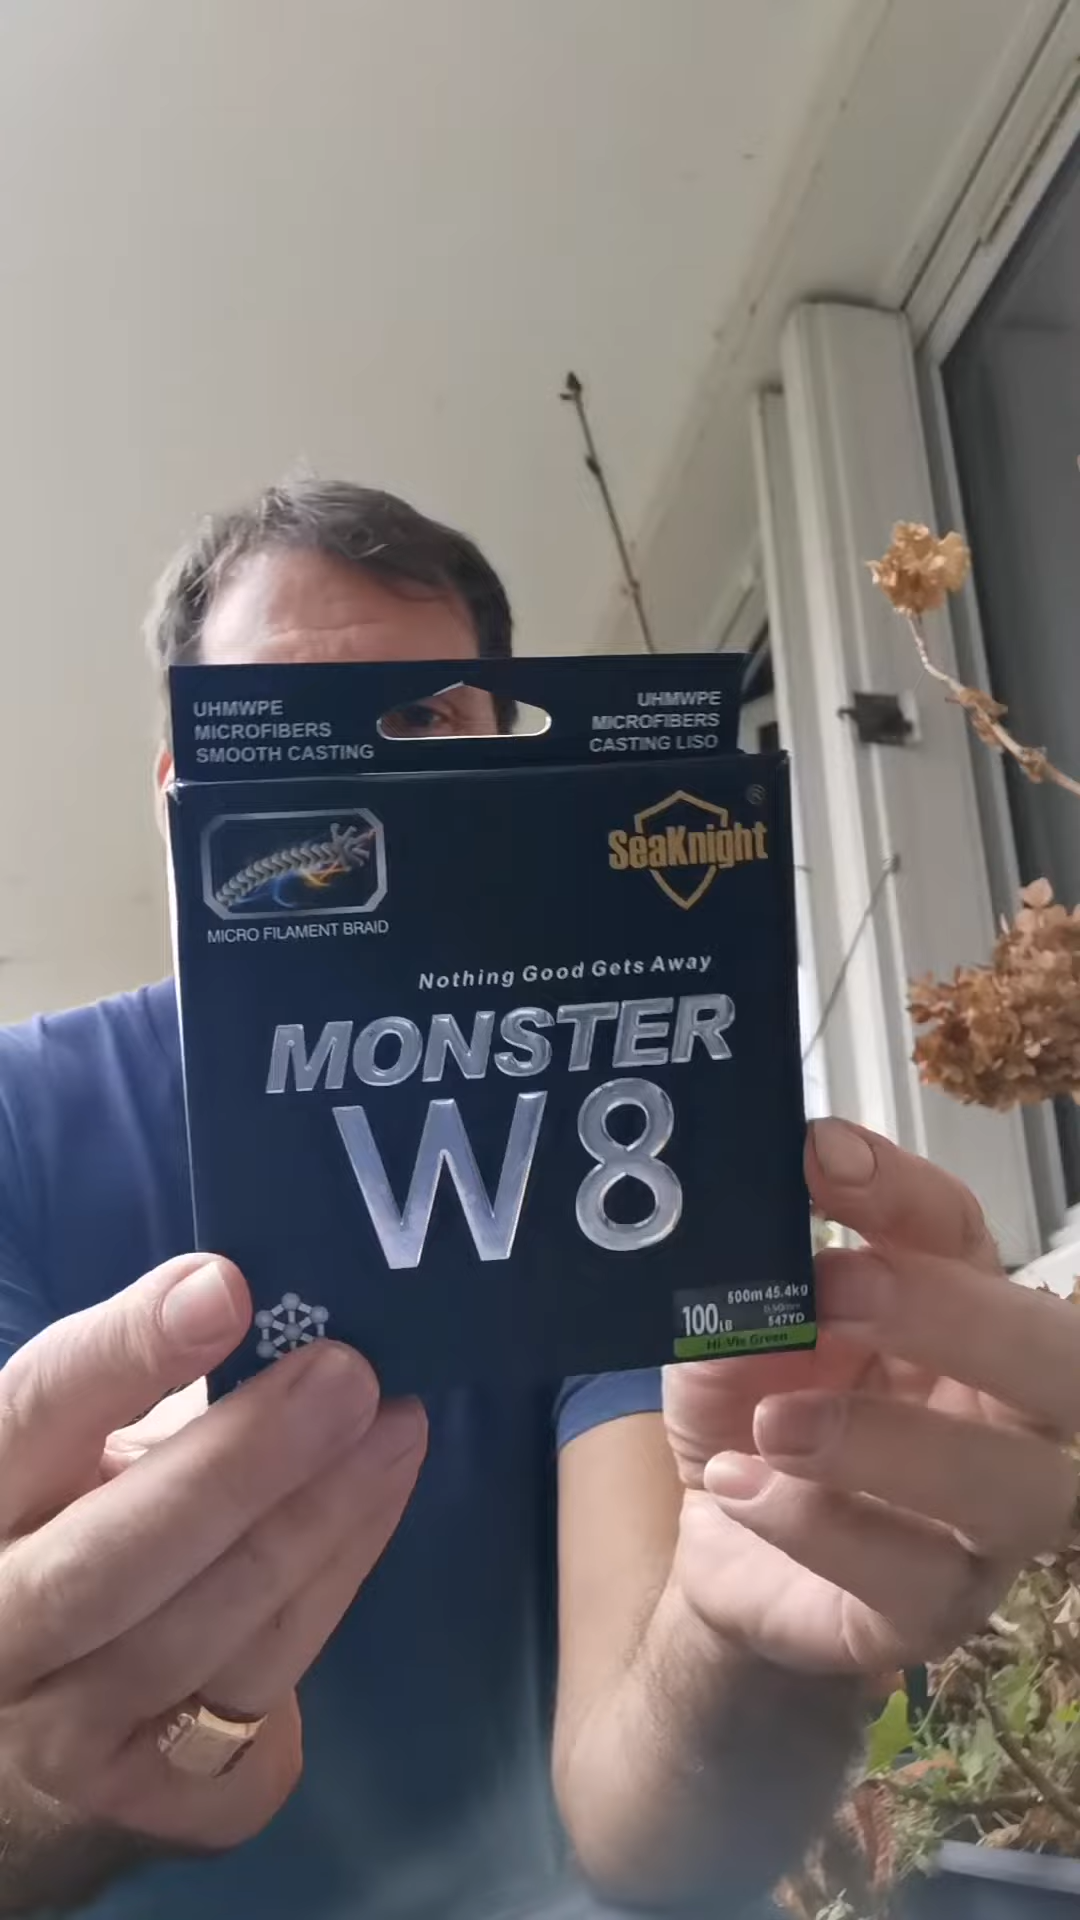 UHMWPE
MICROFIBERS
SMOOTH CASTING
UHMWPE
MICROFIBERS
CASTING LISO
SeaKnight®
MICRO FILAMENT BRAID
Nothing Good Gets Away
MONSTER
W8
500m 45.4kg
100LB
547YD
Hi-Vis Green